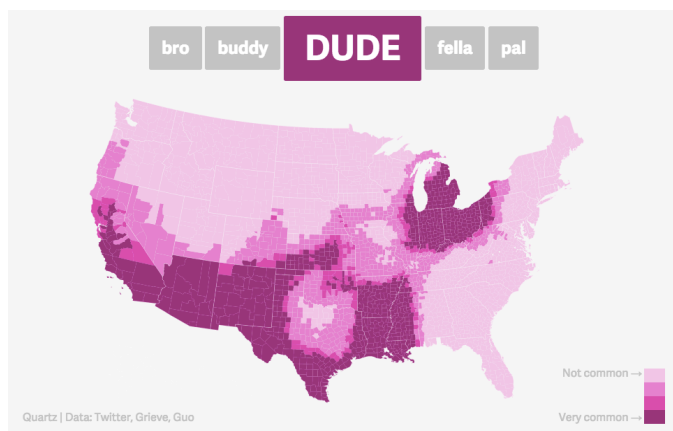 bro
buddy
DUDE
fella
pal
Not common →
Very common →
Quartz | Data: Twitter, Grieve, Guo